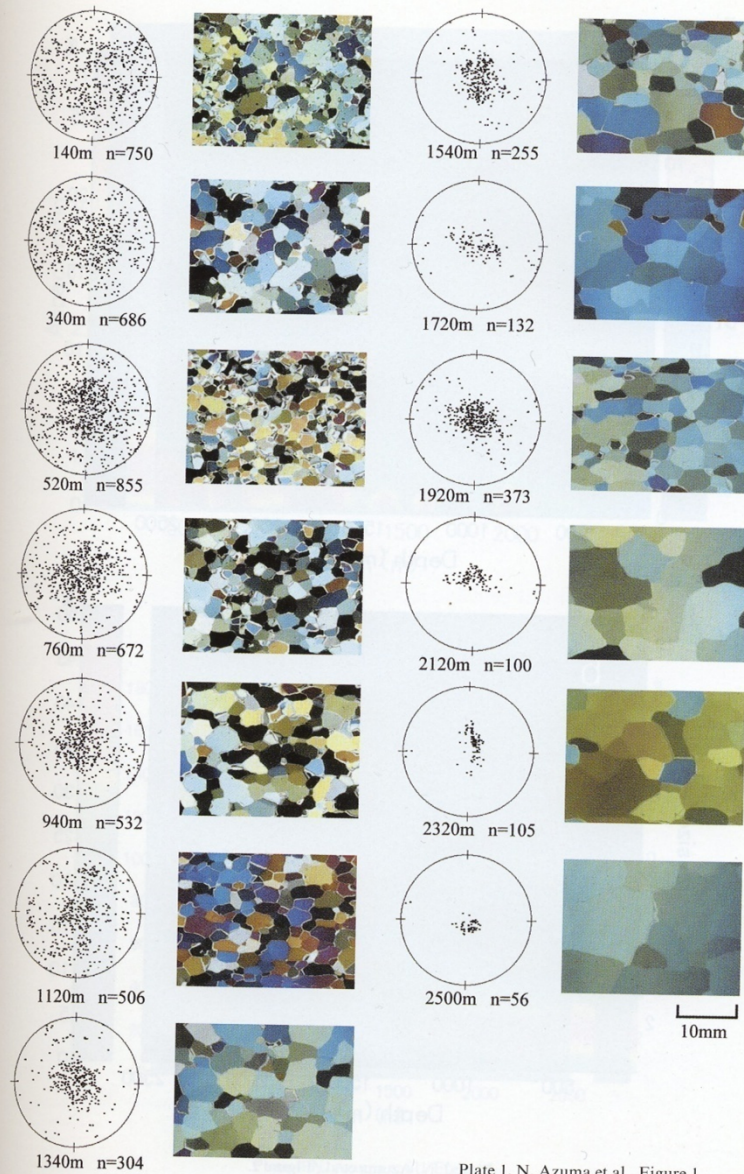 140m n=750
340m n=686
520m n=855
760m n=672
940m n=532
1120m n=506
1340m n=304
1540m n=255
1720m n=132
1920m n=373
2120m n=100
2320m n=105
2500m n=56
10mm
Plate 1 N. Azuma et al. Figure 1